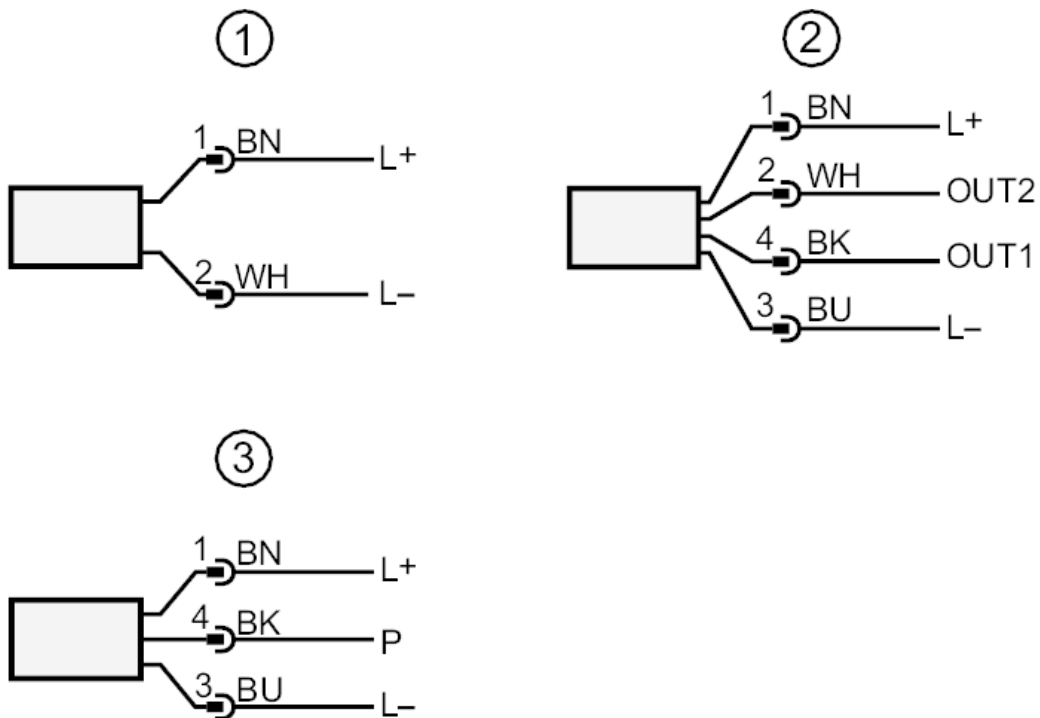 1
1 BN L+
2 WH L–
2
1 BN L+
2 WH OUT2
4 BK OUT1
3 BU L–
3
1 BN L+
4 BK P
3 BU L–